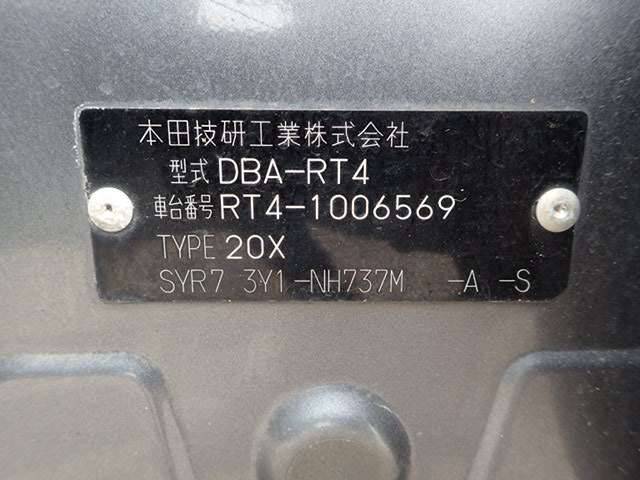 本田技研工業株式会社
型式 DBA-RT4
車台番号 RT4-1006569
TYPE 20X
SYR7 3Y1-NH737M -A -S